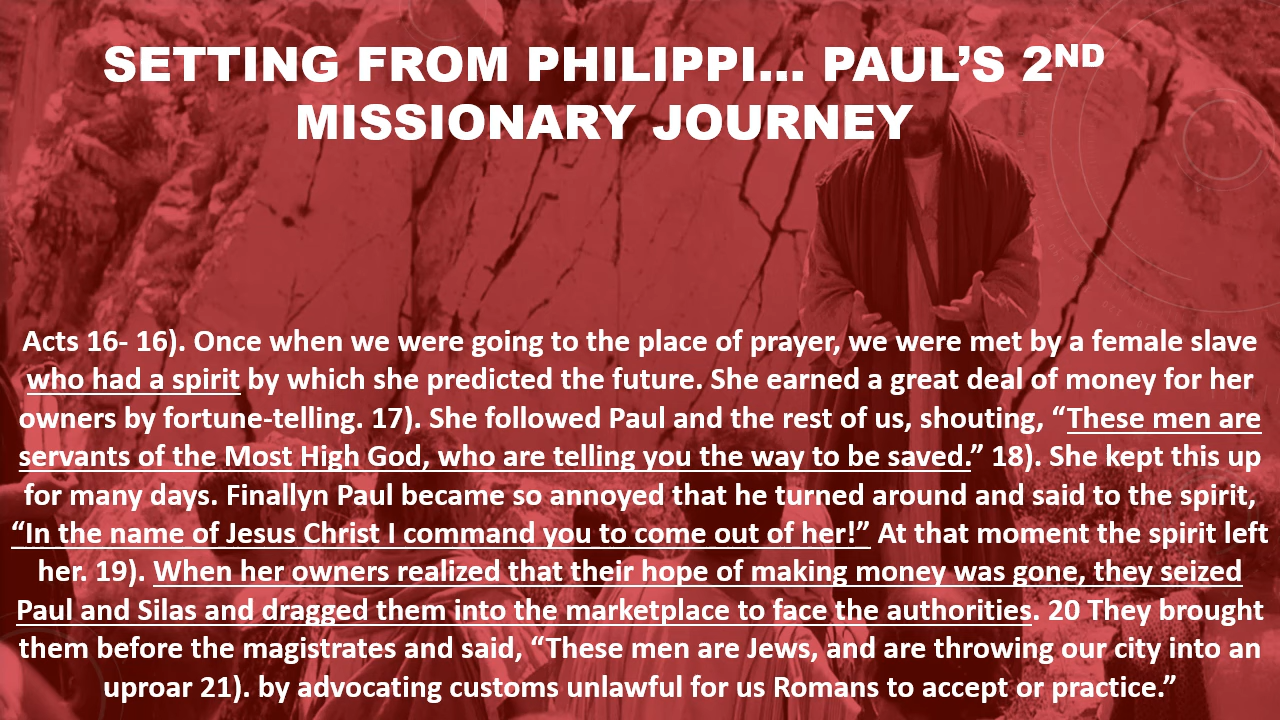 SETTING FROM PHILIPPI... PAUL'S 2ND
MISSIONARY JOURNEY
Acts 16- 16). Once when we were going to the place of prayer, we were met by a female slave
who had a spirit by which she predicted the future. She earned a great deal of money for her
owners by fortune-telling. 17). She followed Paul and the rest of us, shouting, “These men are
servants of the Most High God, who are telling you the way to be saved.” 18). She kept this up
for many days. Finallyn Paul became so annoyed that he turned around and said to the spirit,
“In the name of Jesus Christ I command you to come out of her!” At that moment the spirit left
her. 19). When her owners realized that their hope of making money was gone, they seized
Paul and Silas and dragged them into the marketplace to face the authorities. 20 They brought
them before the magistrates and said, “These men are Jews, and are throwing our city into an
uproar 21). by advocating customs unlawful for us Romans to accept or practice.”